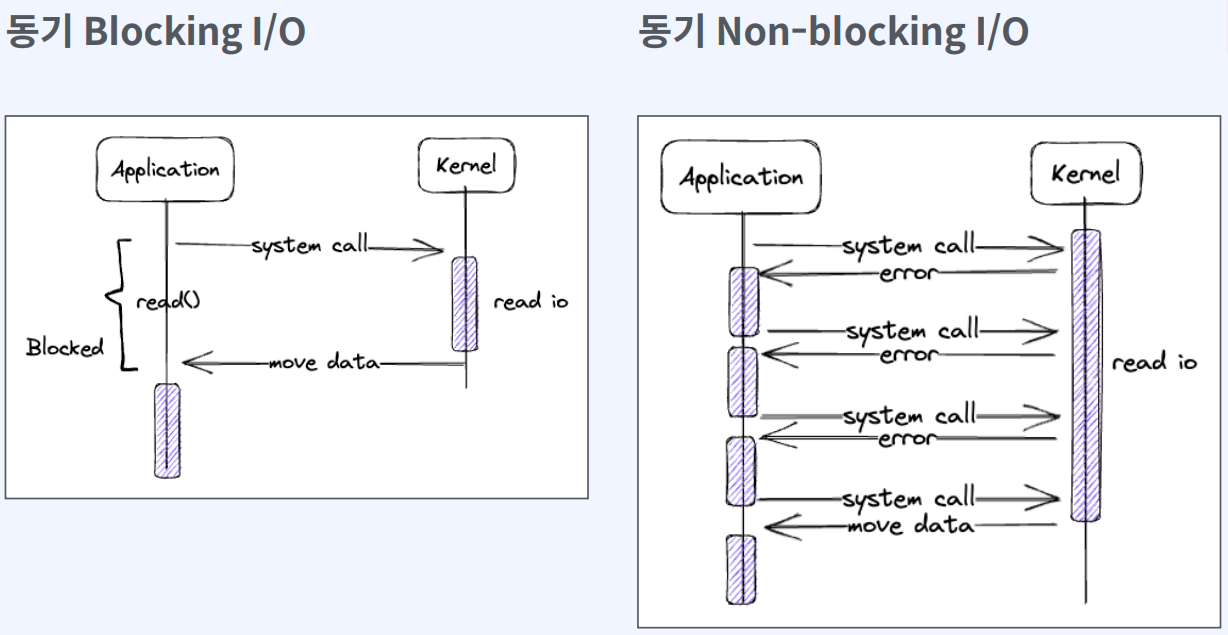 동기 Blocking I/O
Application
Kernel
system call
read()
read io
Blocked
move data
동기 Non-blocking I/O
Application
Kernel
system call
error
system call
error
read io
system call
error
system call
move data